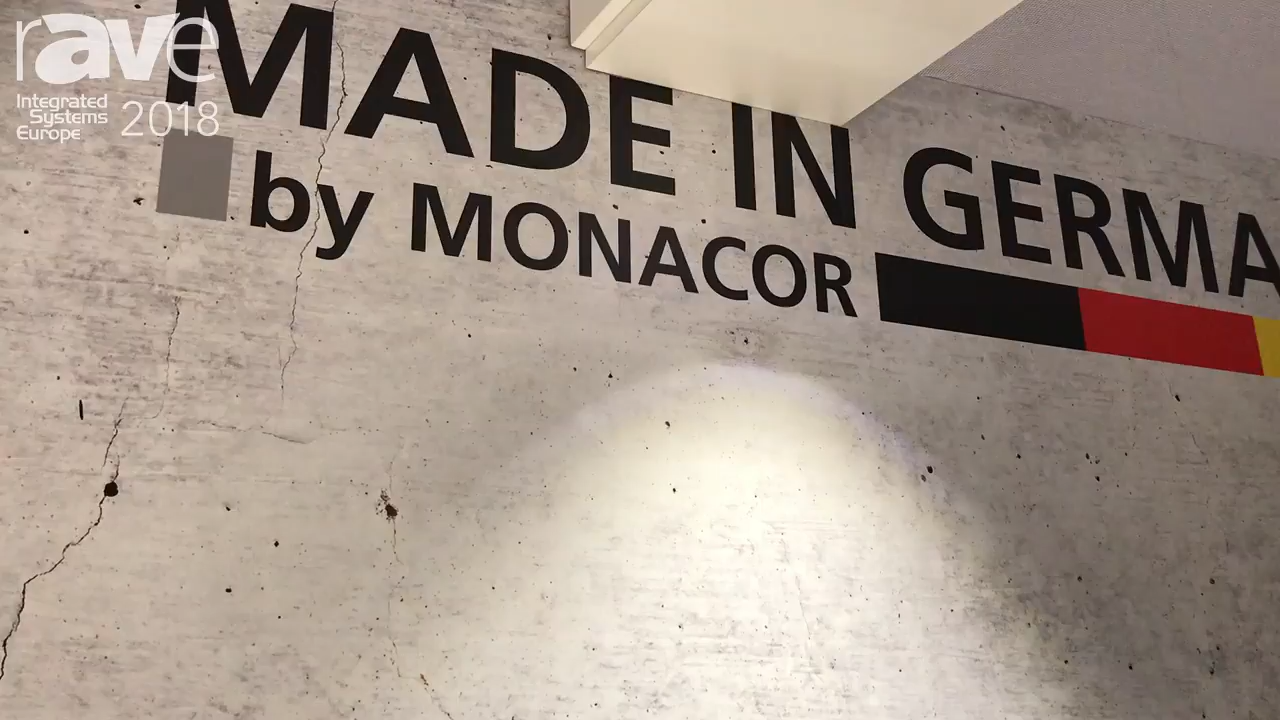 rAVe
Integrated
Systems
Europe 2018
MADE IN GERMA
by MONACOR